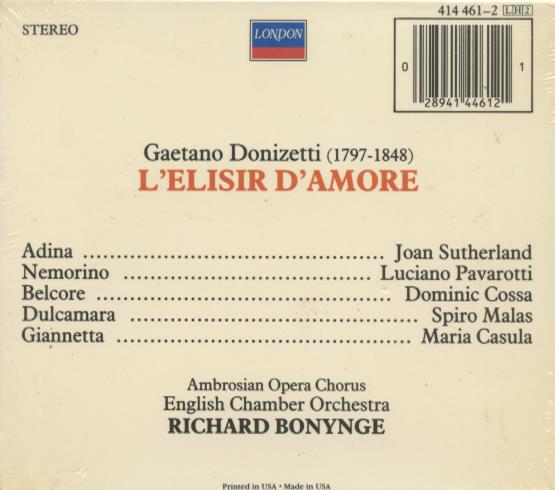 STEREO
LONDON
414 461-2 LH2
0 28941 44612 1
Gaetano Donizetti (1797-1848)
L'ELISIR D'AMORE
Adina ........................................ Joan Sutherland
Nemorino ................................. Luciano Pavarotti
Belcore ....................................... Dominic Cossa
Dulcamara ..................................... Spiro Malas
Giannetta ...................................... Maria Casula
Ambrosian Opera Chorus
English Chamber Orchestra
RICHARD BONYNGE
Printed in USA • Made in USA